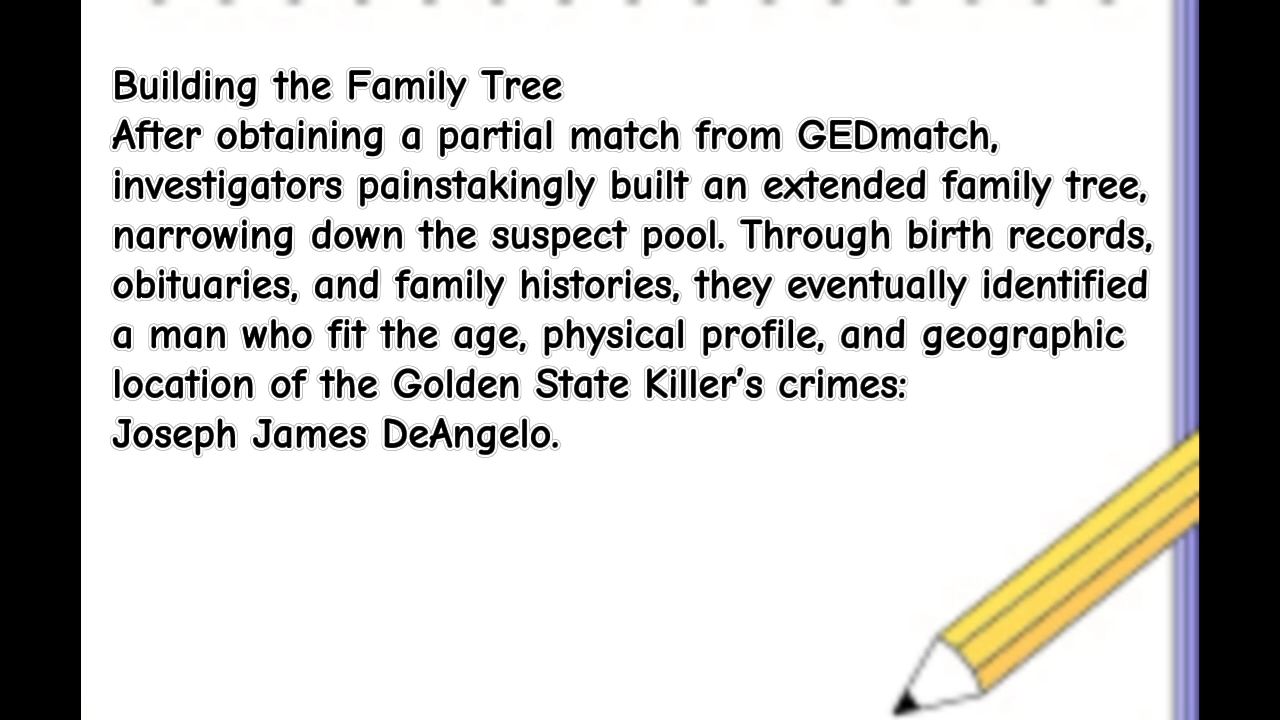 Building the Family Tree
After obtaining a partial match from GEDmatch,
investigators painstakingly built an extended family tree,
narrowing down the suspect pool. Through birth records,
obituaries, and family histories, they eventually identified
a man who fit the age, physical profile, and geographic
location of the Golden State Killer’s crimes:
Joseph James DeAngelo.